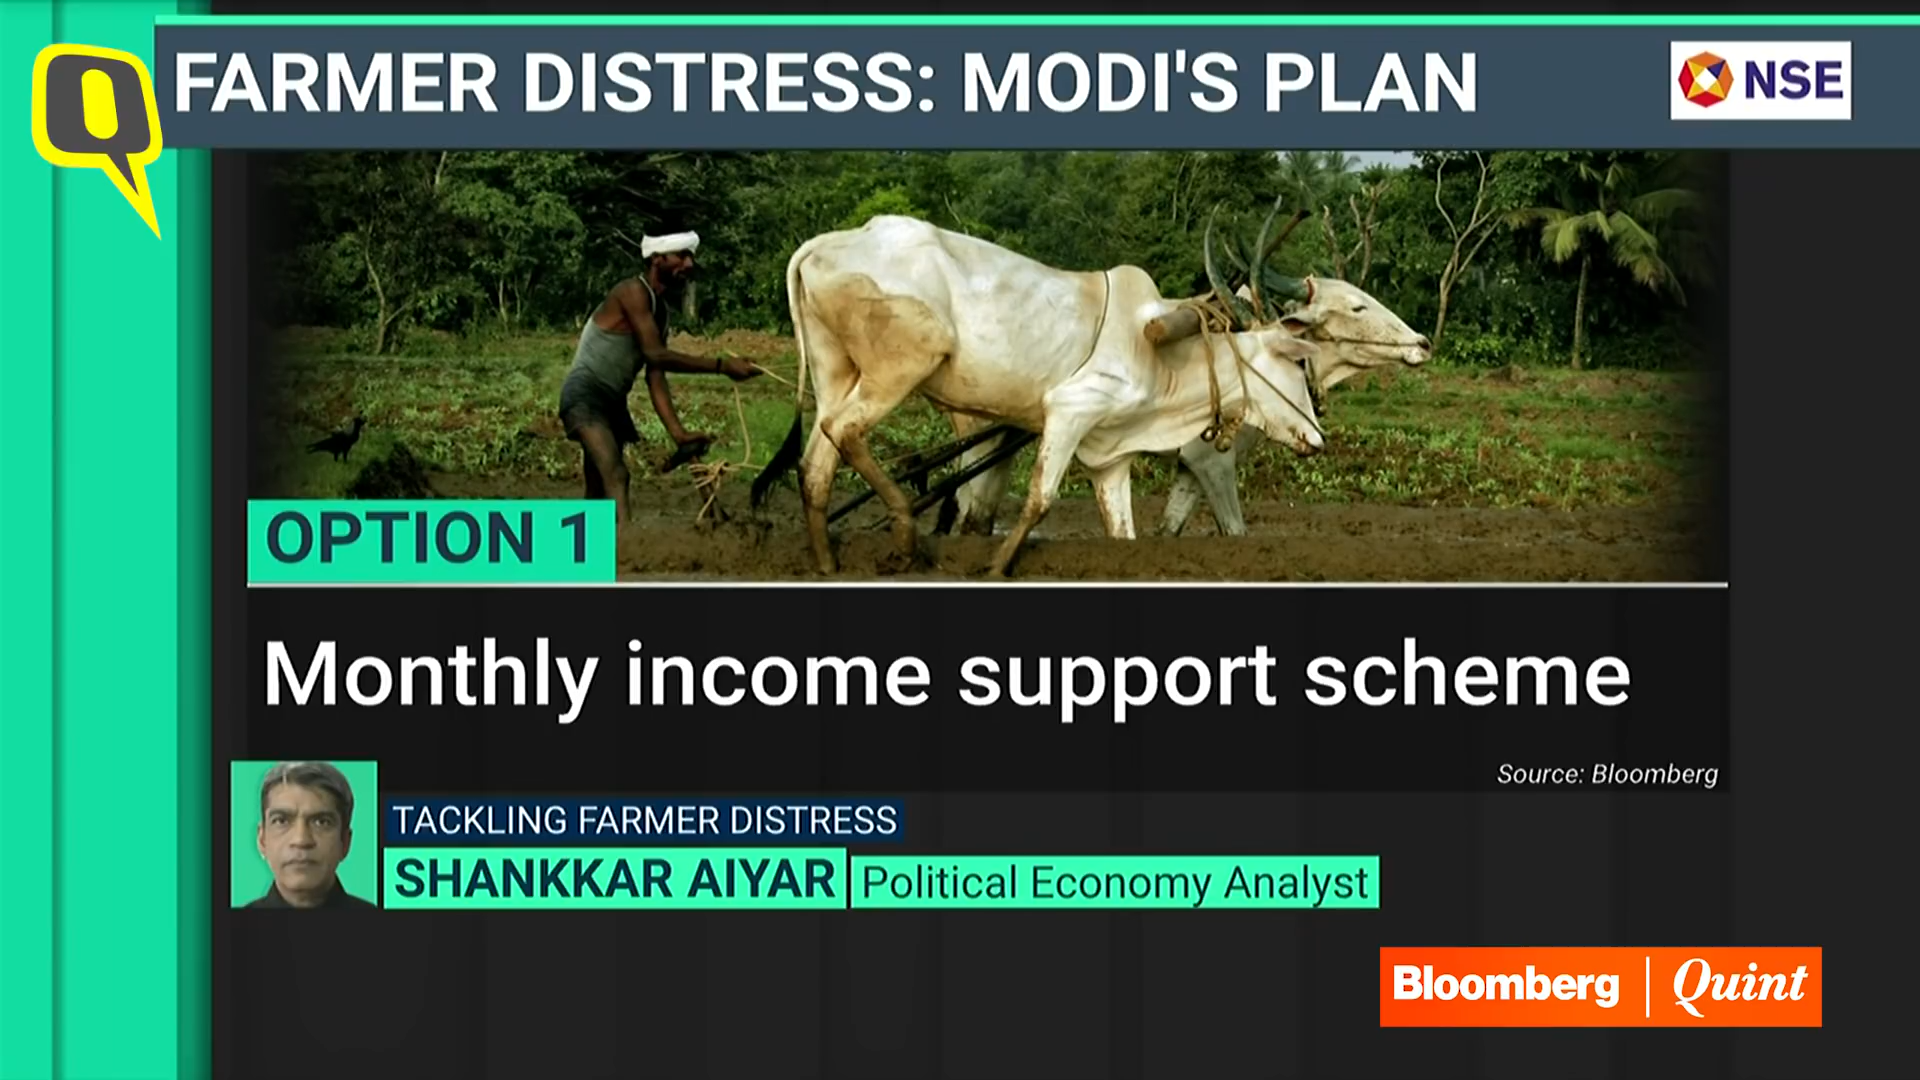 Q
FARMER DISTRESS: MODI'S PLAN
NSE
OPTION 1
Monthly income support scheme
Source: Bloomberg
TACKLING FARMER DISTRESS
SHANKKAR AIYAR Political Economy Analyst
Bloomberg | Quint